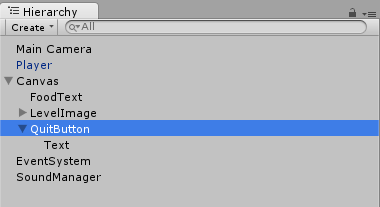 Hierarchy
Create All
Main Camera
Player
Canvas
FoodText
LevelImage
QuitButton
Text
EventSystem
SoundManager